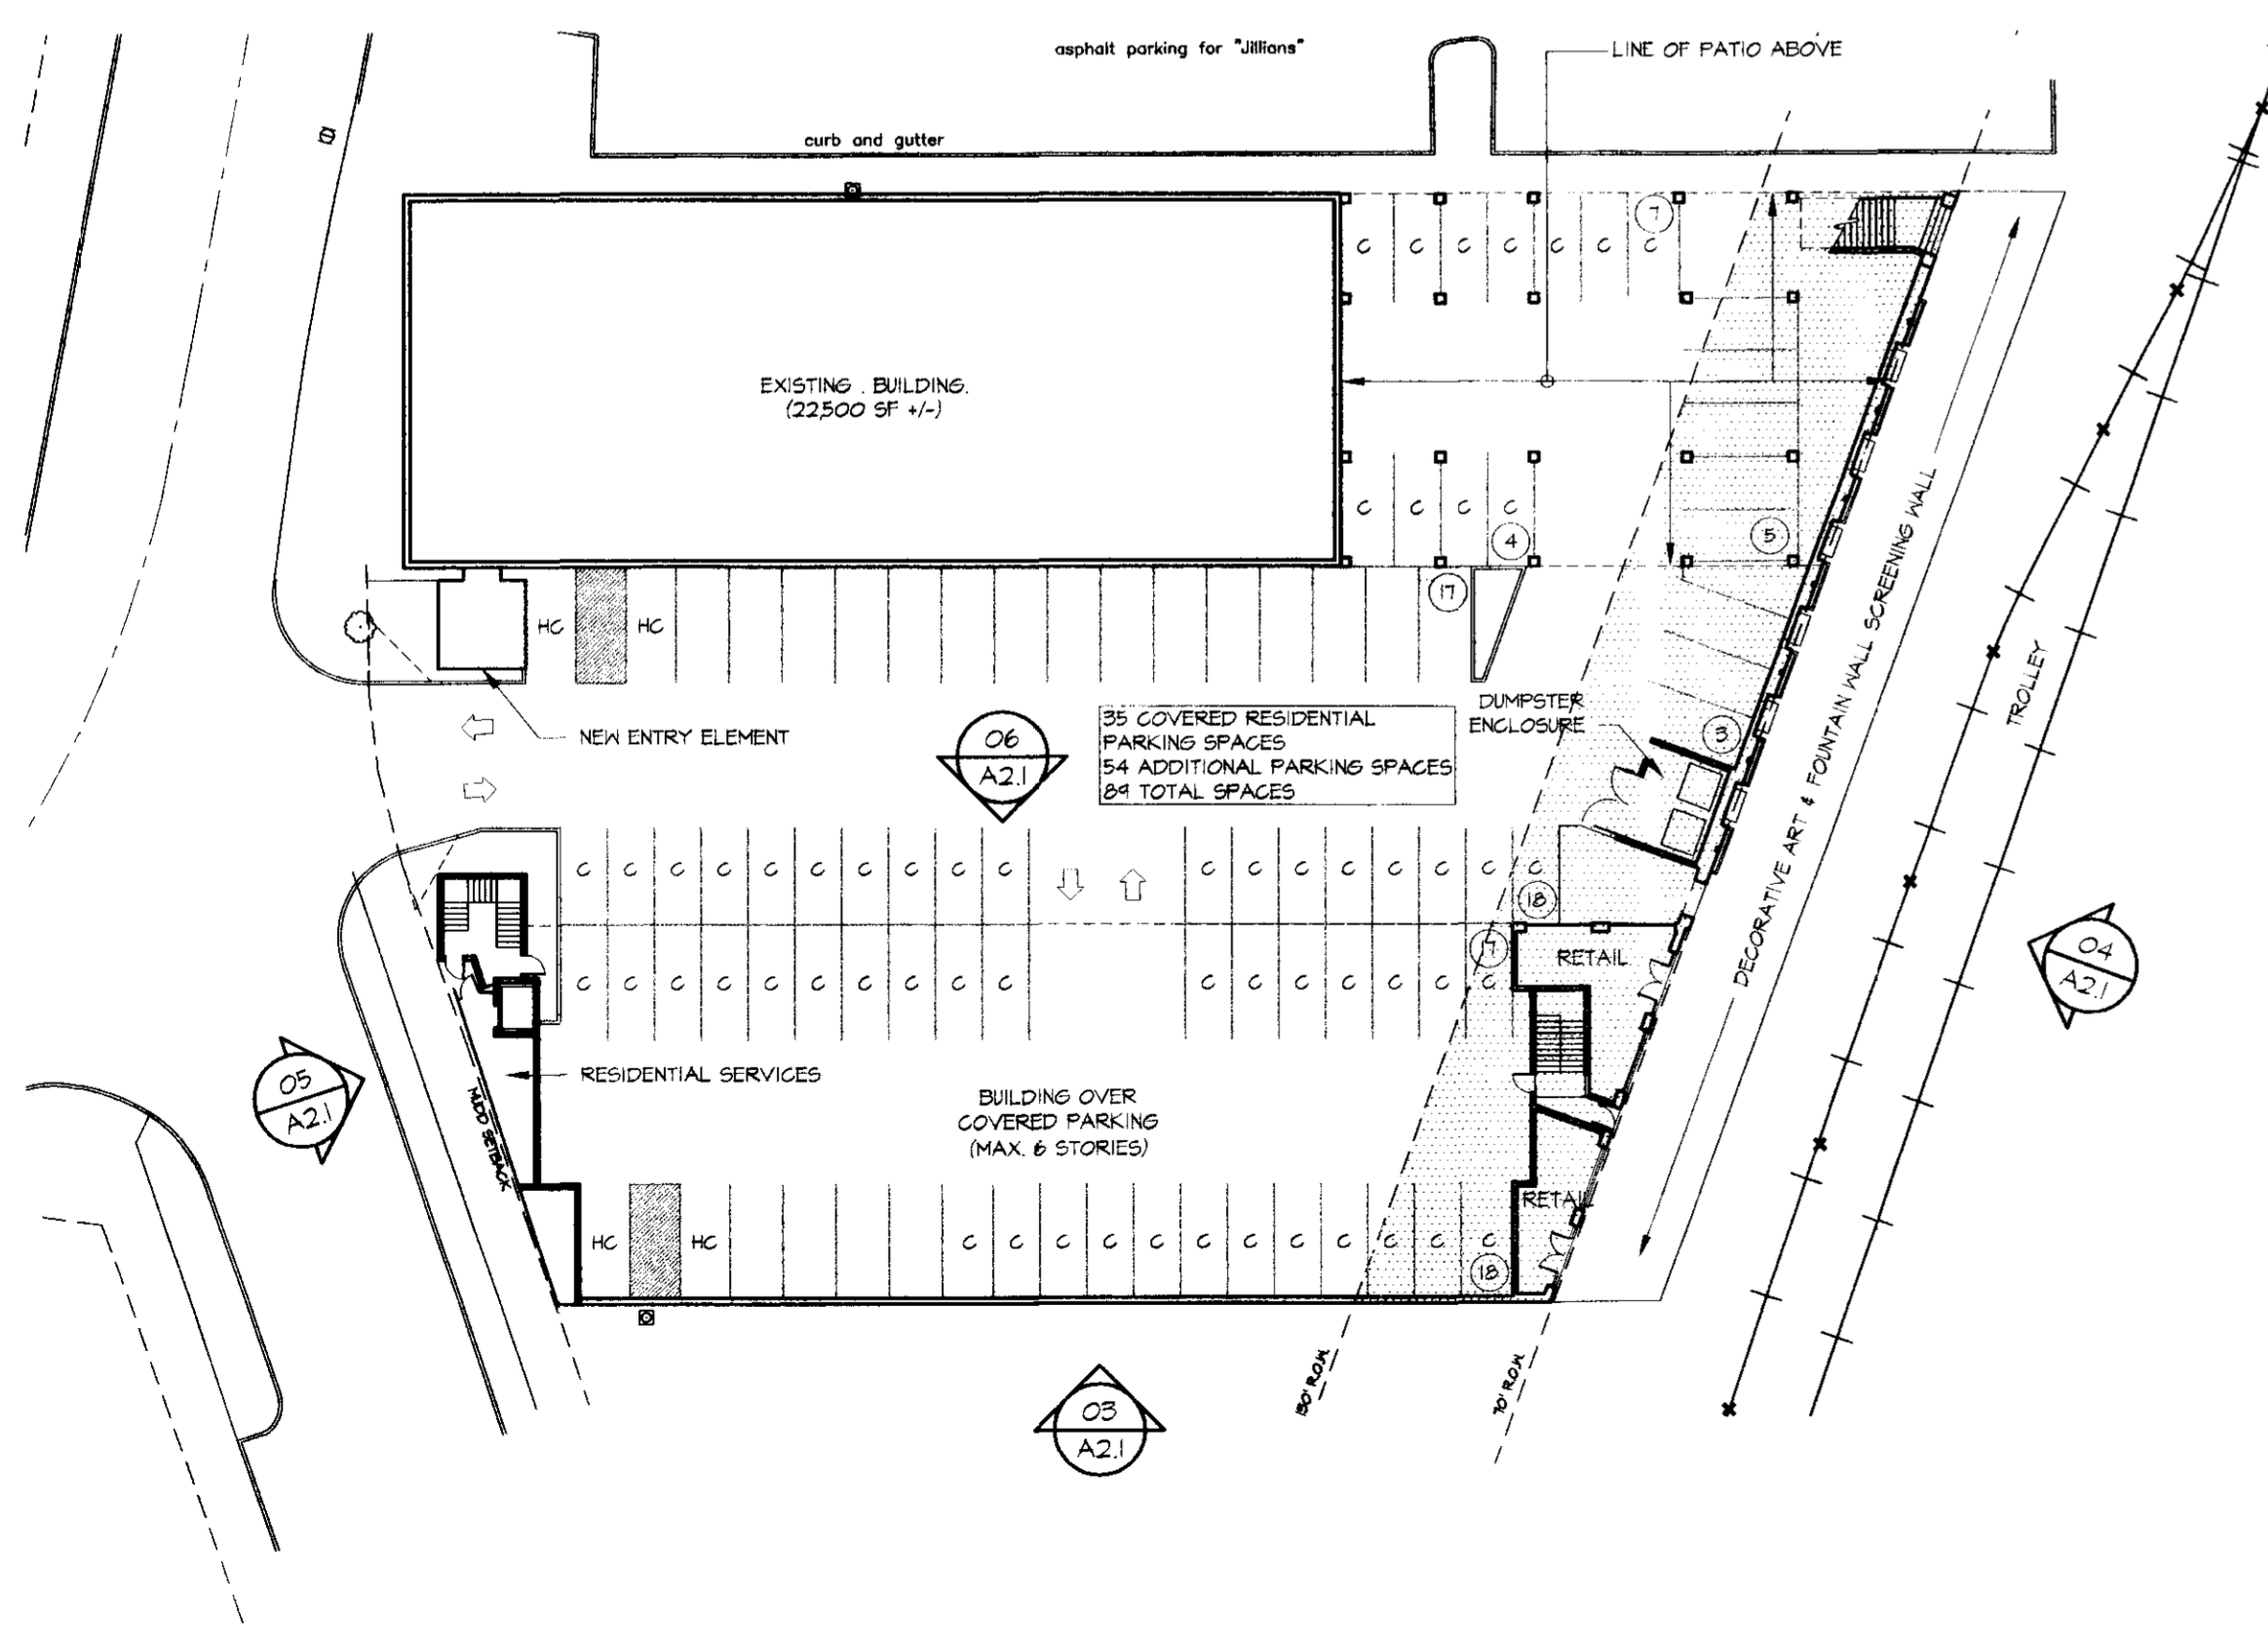 asphalt parking for "Jillians"
LINE OF PATIO ABOVE
curb and gutter
7
C C C C C C C
EXISTING . BUILDING.
(22,500 SF +/-)
C C C C
4
5
17
HC HC
DUMPSTER
ENCLOSURE
3
NEW ENTRY ELEMENT
06
A2.1
35 COVERED RESIDENTIAL
PARKING SPACES
54 ADDITIONAL PARKING SPACES
89 TOTAL SPACES
DECORATIVE ART & FOUNTAIN WALL SCREENING WALL
TROLLEY
C C C C C C C C C C C C C C C C C C
18
17
RETAIL
C C C C C C C C C C C C C C C C C
04
A2.1
05
A2.1
RESIDENTIAL SERVICES
MUDD SETBACK
BUILDING OVER
COVERED PARKING
(MAX. 6 STORIES)
RETAIL
HC HC C C C C C C C C C C C C
18
130' R.O.W.
70' R.O.W.
03
A2.1